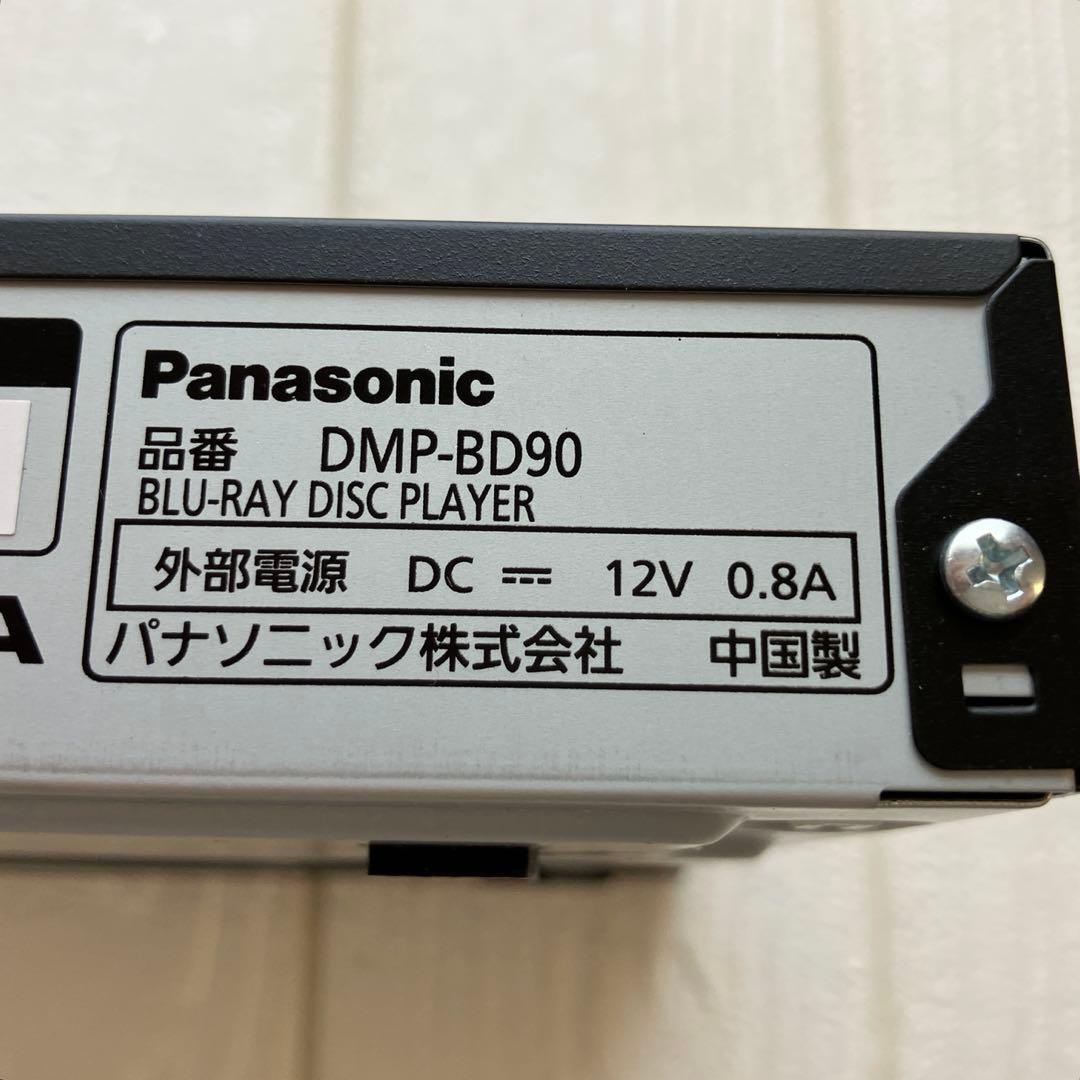 Panasonic
品番 DMP-BD90
BLU-RAY DISC PLAYER
外部電源 DC ⎓ 12V 0.8A
パナソニック株式会社 中国製
A